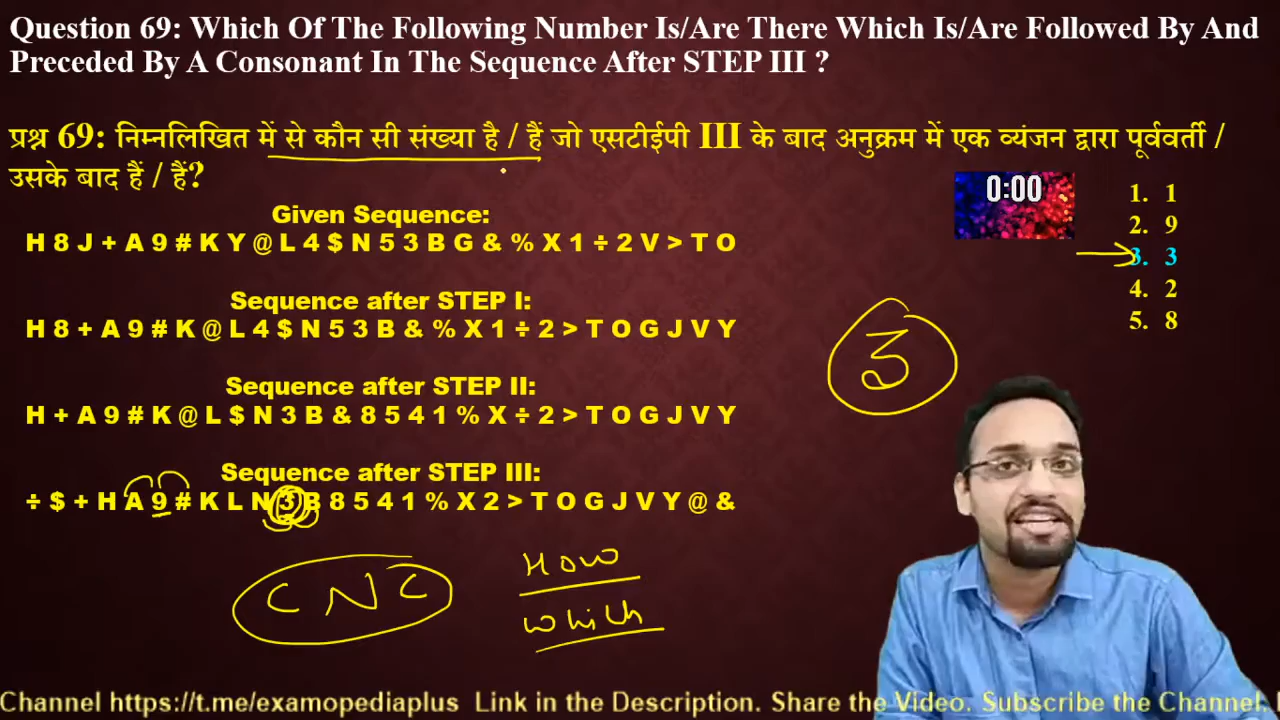 Question 69: Which Of The Following Number Is/Are There Which Is/Are Followed By And
Preceded By A Consonant In The Sequence After STEP III ?
प्रश्न 69: निम्नलिखित में से कौन सी संख्या है / हैं जो एसटीईपी III के बाद अनुक्रम में एक व्यंजन द्वारा पूर्ववर्ती /
उसके बाद हैं / हैं?
0:00
1. 1
2. 9
3. 3
4. 2
5. 8
Given Sequence:
H 8 J + A 9 # K Y @ L 4 $ N 5 3 B G & % X 1 ÷ 2 V > T O
Sequence after STEP I:
H 8 + A 9 # K @ L 4 $ N 5 3 B & % X 1 ÷ 2 > T O G J V Y
Sequence after STEP II:
H + A 9 # K @ L $ N 3 B & 8 5 4 1 % X ÷ 2 > T O G J V Y
Sequence after STEP III:
÷ $ + H A 9 # K L N 3 B 8 5 4 1 % X 2 > T O G J V Y @ &
3
C N C
How
which
Channel https://t.me/examopediaplus Link in the Description. Share the Video. Subscribe the Channel.